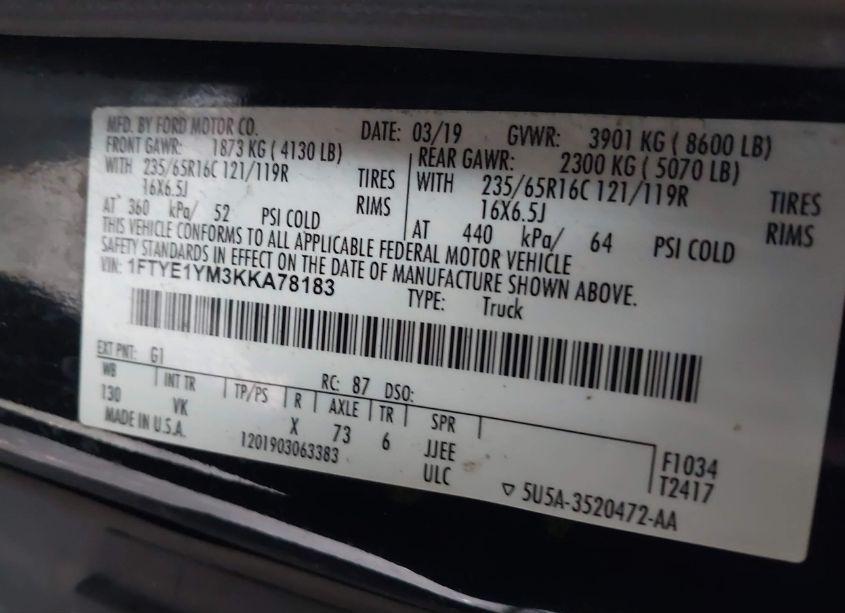 MFD. BY FORD MOTOR CO. DATE: 03/19 GVWR: 3901 KG ( 8600 LB)
FRONT GAWR: 1873 KG ( 4130 LB) REAR GAWR: 2300 KG ( 5070 LB)
WITH 235/65R16C 121/119R TIRES WITH 235/65R16C 121/119R TIRES
16X6.5J RIMS 16X6.5J RIMS
AT 360 kPa/ 52 PSI COLD AT 440 kPa/ 64 PSI COLD
THIS VEHICLE CONFORMS TO ALL APPLICABLE FEDERAL MOTOR VEHICLE
SAFETY STANDARDS IN EFFECT ON THE DATE OF MANUFACTURE SHOWN ABOVE.
VIN: 1FTYE1YM3KKA78183 TYPE: Truck
EXT PNT: G1 RC: 87 DSO:
WB INT TR TP/PS R AXLE TR SPR
130 VK X 73 6 JJEE
MADE IN U.S.A. 1201903063383 ULC
F1034
T2417
▽ 5U5A-3520472-AA